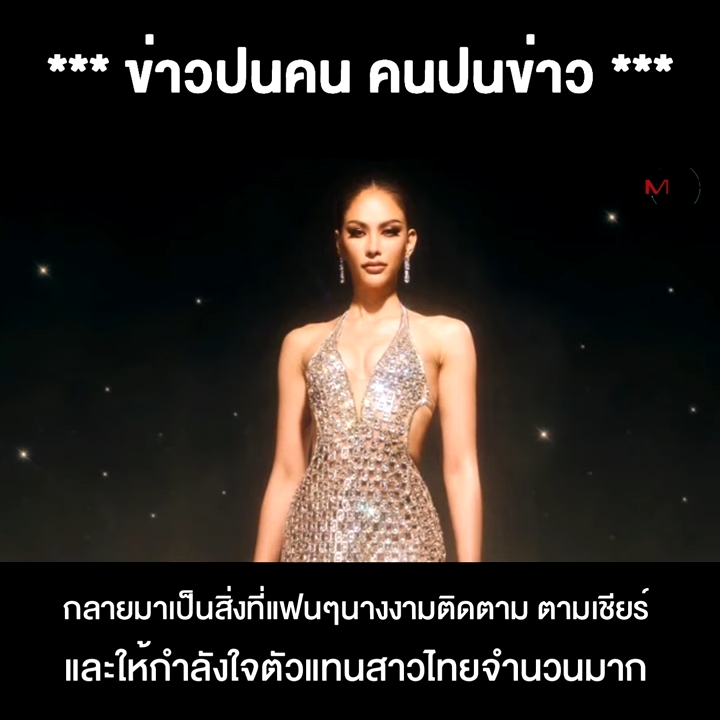 *** ข่าวปนคน คนปนข่าว ***
M
กลายมาเป็นสิ่งที่แฟนๆนางงามติดตาม ตามเชียร์
และให้กำลังใจตัวแทนสาวไทยจำนวนมาก